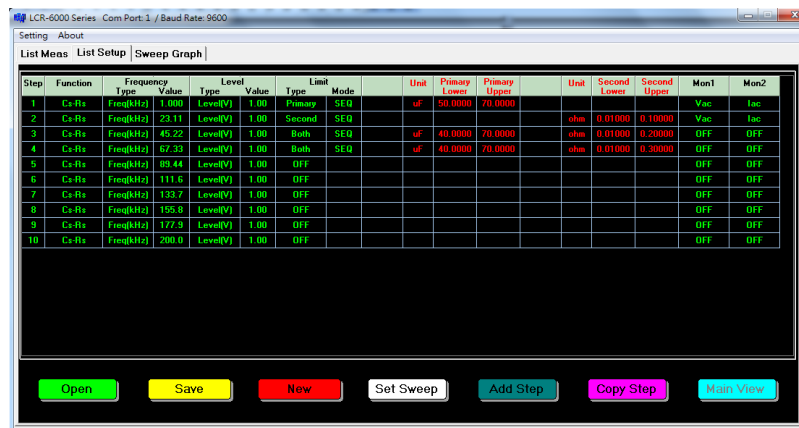 LCR-6000 Series Com Port: 1 / Baud Rate: 9600
Setting About
List Meas List Setup Sweep Graph
Step Function Frequency Level Limit Unit Primary Primary Unit Second Second Mon1 Mon2
Type Value Type Value Type Mode Lower Upper Lower Upper
1 Cs-Rs Freq(kHz) 1.000 Level(V) 1.00 Primary SEQ uF 50.0000 70.0000 Vac Iac
2 Cs-Rs Freq(kHz) 23.11 Level(V) 1.00 Second SEQ ohm 0.01000 0.10000 Vac Iac
3 Cs-Rs Freq(kHz) 45.22 Level(V) 1.00 Both SEQ uF 40.0000 70.0000 ohm 0.01000 0.20000 OFF OFF
4 Cs-Rs Freq(kHz) 67.33 Level(V) 1.00 Both SEQ uF 40.0000 70.0000 ohm 0.01000 0.30000 OFF OFF
5 Cs-Rs Freq(kHz) 89.44 Level(V) 1.00 OFF OFF OFF
6 Cs-Rs Freq(kHz) 111.6 Level(V) 1.00 OFF OFF OFF
7 Cs-Rs Freq(kHz) 133.7 Level(V) 1.00 OFF OFF OFF
8 Cs-Rs Freq(kHz) 155.8 Level(V) 1.00 OFF OFF OFF
9 Cs-Rs Freq(kHz) 177.9 Level(V) 1.00 OFF OFF OFF
10 Cs-Rs Freq(kHz) 200.0 Level(V) 1.00 OFF OFF OFF
Open Save New Set Sweep Add Step Copy Step Main View